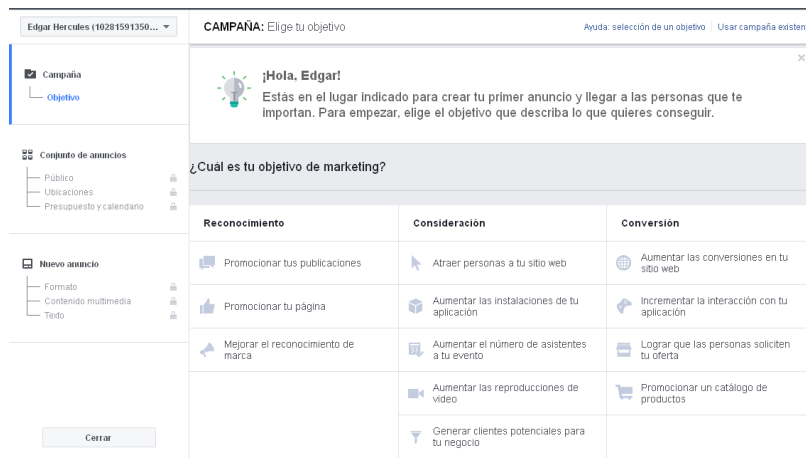 Edgar Hercules (10281591350...
CAMPAÑA: Elige tu objetivo
Ayuda: selección de un objetivo
Usar campaña existen
Campaña
Objetivo
Conjunto de anuncios
Público
Ubicaciones
Presupuesto y calendario
Nuevo anuncio
Formato
Contenido multimedia
Texto
Cerrar
¡Hola, Edgar!
Estás en el lugar indicado para crear tu primer anuncio y llegar a las personas que te
importan. Para empezar, elige el objetivo que describa lo que quieres conseguir.
¿Cuál es tu objetivo de marketing?
Reconocimiento
Promocionar tus publicaciones
Promocionar tu página
Mejorar el reconocimiento de
marca
Consideración
Atraer personas a tu sitio web
Aumentar las instalaciones de tu
aplicación
Aumentar el número de asistentes
a tu evento
Aumentar las reproducciones de
video
Generar clientes potenciales para
tu negocio
Conversión
Aumentar las conversiones en tu
sitio web
Incrementar la interacción con tu
aplicación
Lograr que las personas soliciten
tu oferta
Promocionar un catálogo de
productos